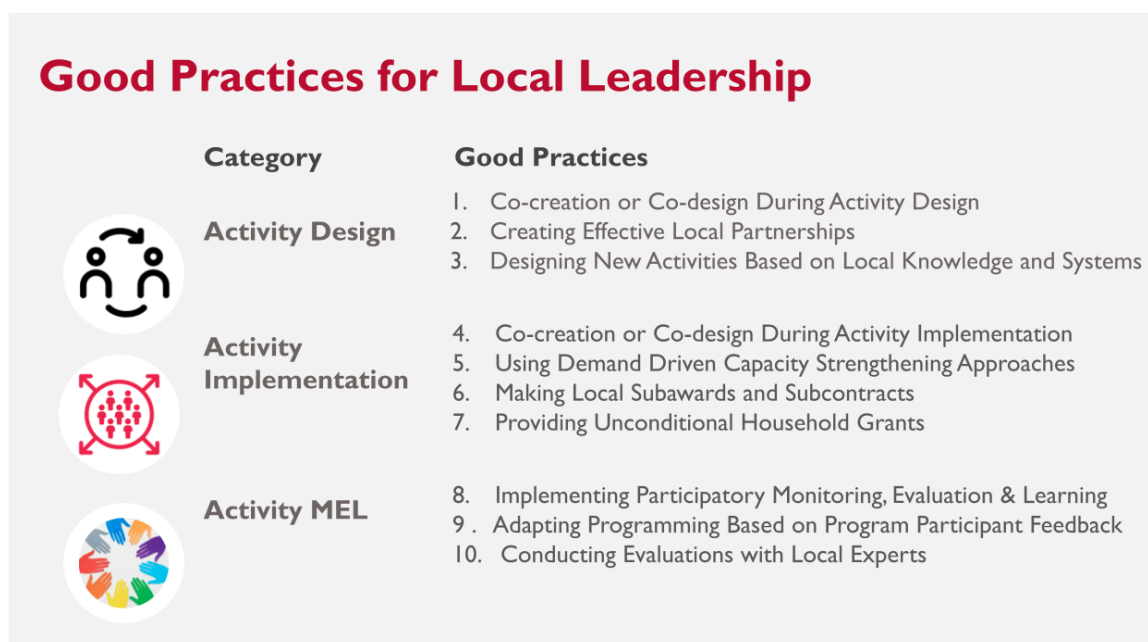 Good Practices for Local Leadership
Category
Good Practices
Activity Design
1. Co-creation or Co-design During Activity Design
2. Creating Effective Local Partnerships
3. Designing New Activities Based on Local Knowledge and Systems
Activity
Implementation
4. Co-creation or Co-design During Activity Implementation
5. Using Demand Driven Capacity Strengthening Approaches
6. Making Local Subawards and Subcontracts
7. Providing Unconditional Household Grants
Activity MEL
8. Implementing Participatory Monitoring, Evaluation & Learning
9 . Adapting Programming Based on Program Participant Feedback
10. Conducting Evaluations with Local Experts